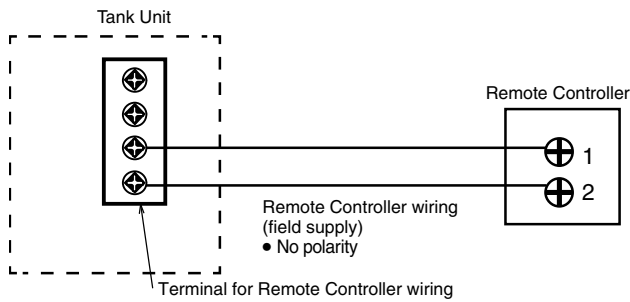 Tank Unit
Remote Controller
1
2
Remote Controller wiring
(field supply)
● No polarity
Terminal for Remote Controller wiring